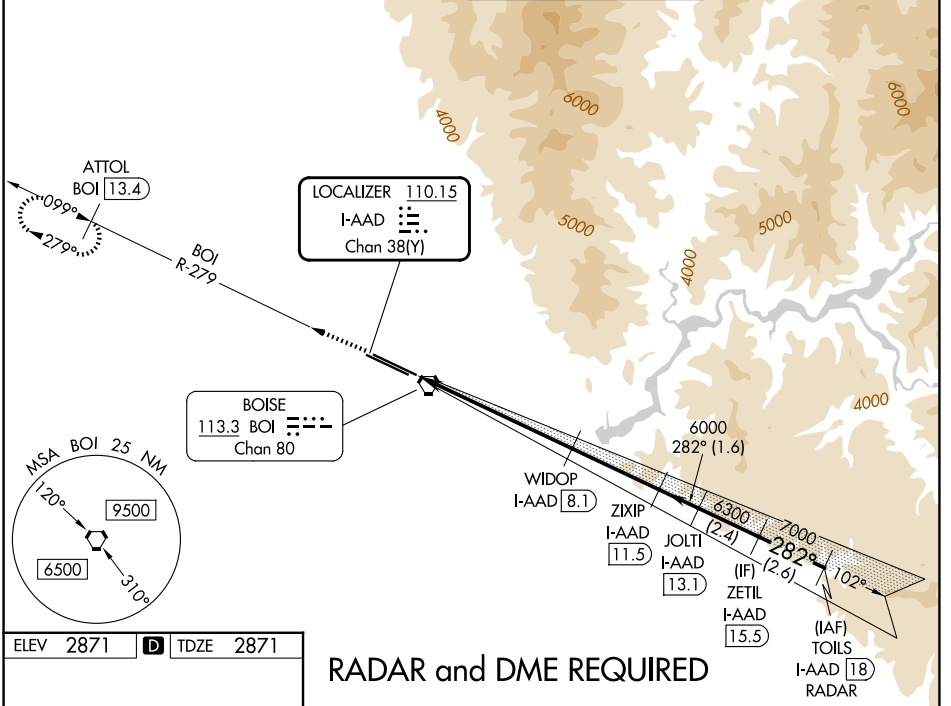 6000
6000
4000
5000
5000
4000
4000
ATTOL
BOI 13.4
099°
279°
BOI
R-279
LOCALIZER 110.15
I-AAD
Chan 38(Y)
BOISE
113.3 BOI
Chan 80
MSA BOI 25 NM
120°
9500
6500
310°
6000
282° (1.6)
WIDOP
I-AAD 8.1
ZIXIP
I-AAD
11.5
JOLTI
I-AAD
13.1
6300
(2.4)
(IF)
ZETIL
I-AAD
15.5
7000
282°
(2.6)
102°
(IAF)
TOILS
I-AAD 18
RADAR
ELEV 2871 D TDZE 2871
RADAR and DME REQUIRED